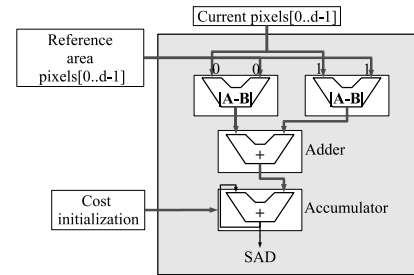 Current pixels[0..d-1]
Reference
area
pixels[0..d-1]
0 0 1 1
|A-B| |A-B|
+ Adder
Cost
initialization
+ Accumulator
SAD